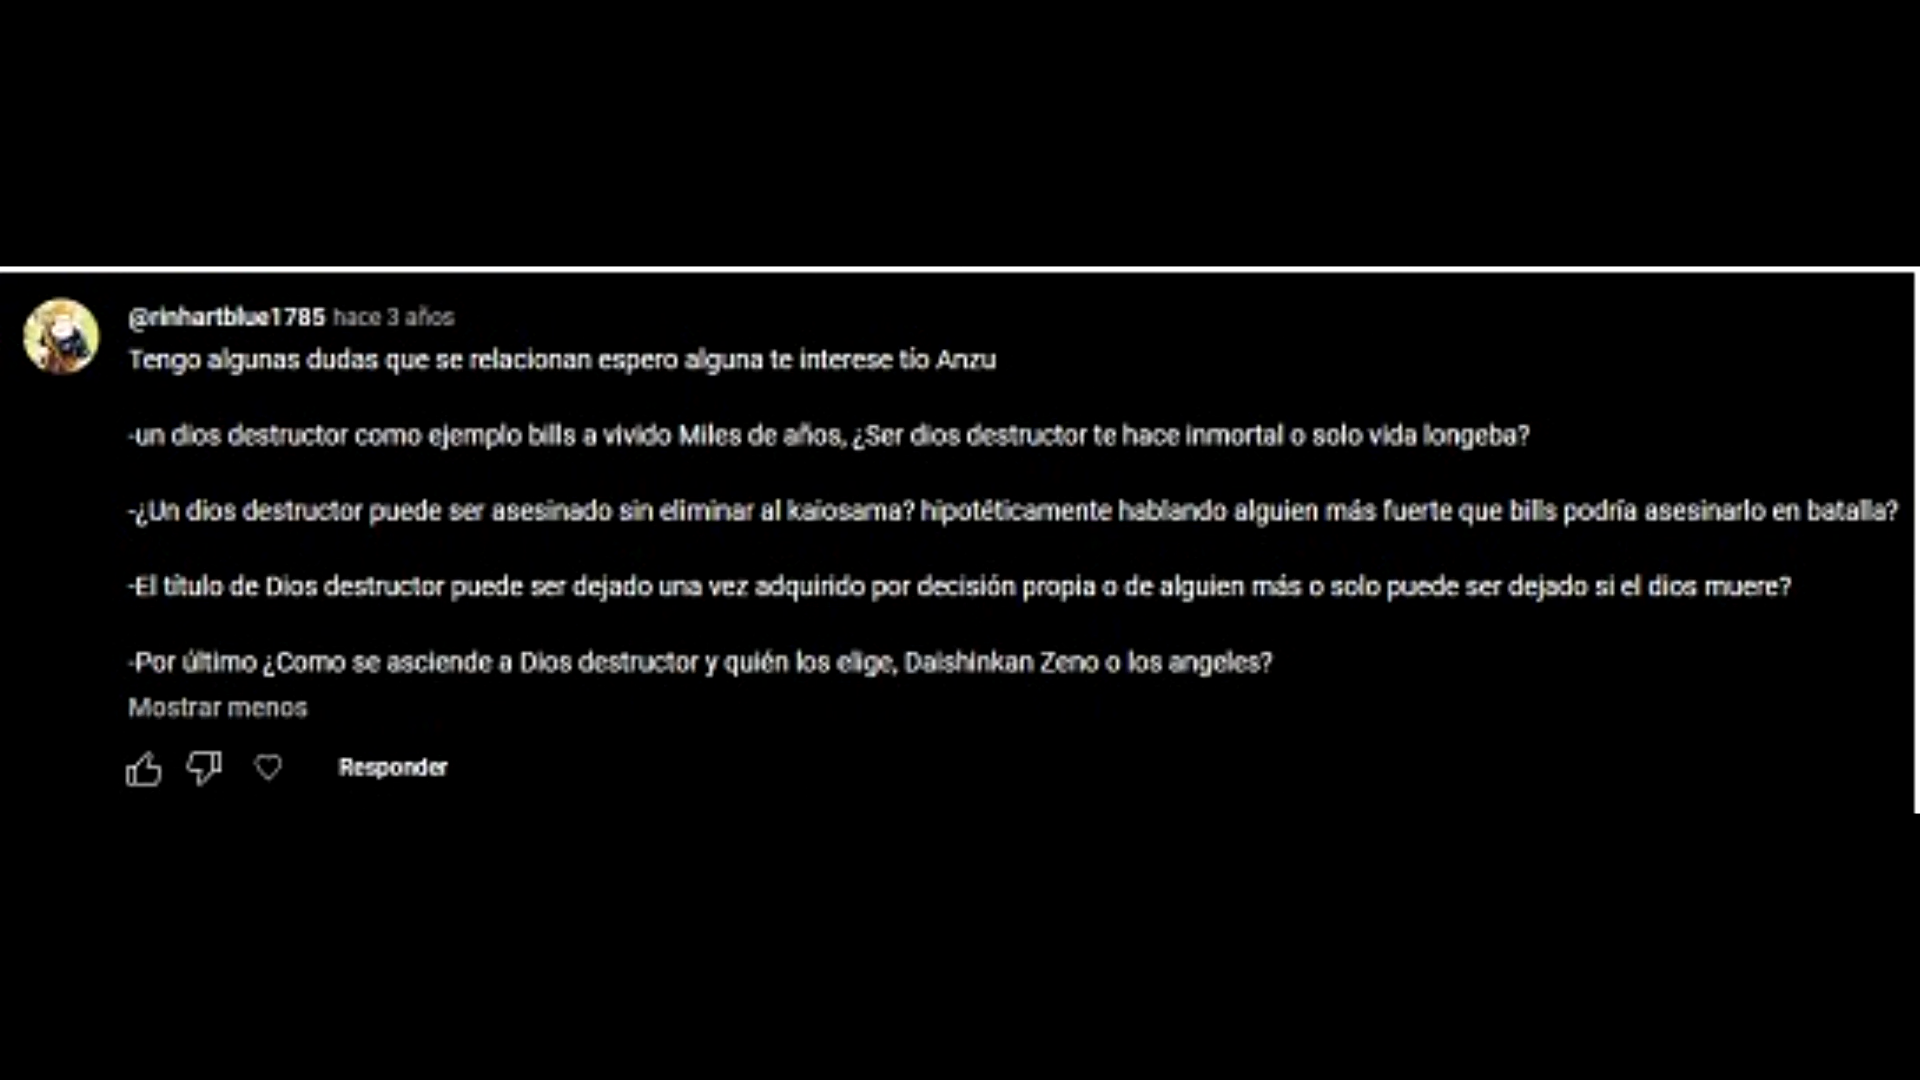 @rinhartblue1785 hace 3 años
Tengo algunas dudas que se relacionan espero alguna te interese tío Anzu
-un dios destructor como ejemplo bills a vivido Miles de años, ¿Ser dios destructor te hace inmortal o solo vida longeba?
-¿Un dios destructor puede ser asesinado sin eliminar al kaiosama? hipotéticamente hablando alguien más fuerte que bills podría asesinarlo en batalla?
-El título de Dios destructor puede ser dejado una vez adquirido por decisión propia o de alguien más o solo puede ser dejado si el dios muere?
-Por último ¿Como se asciende a Dios destructor y quién los elige, Daishinkan Zeno o los angeles?
Mostrar menos
Responder